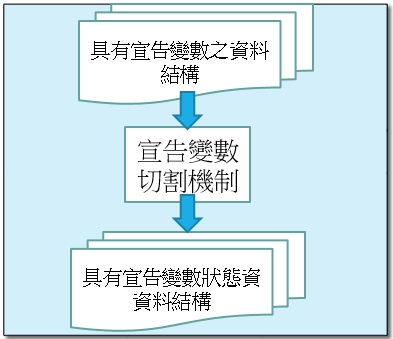 具有宣告變數之資料
結構
宣告變數
切割機制
具有宣告變數狀態資
資料結構